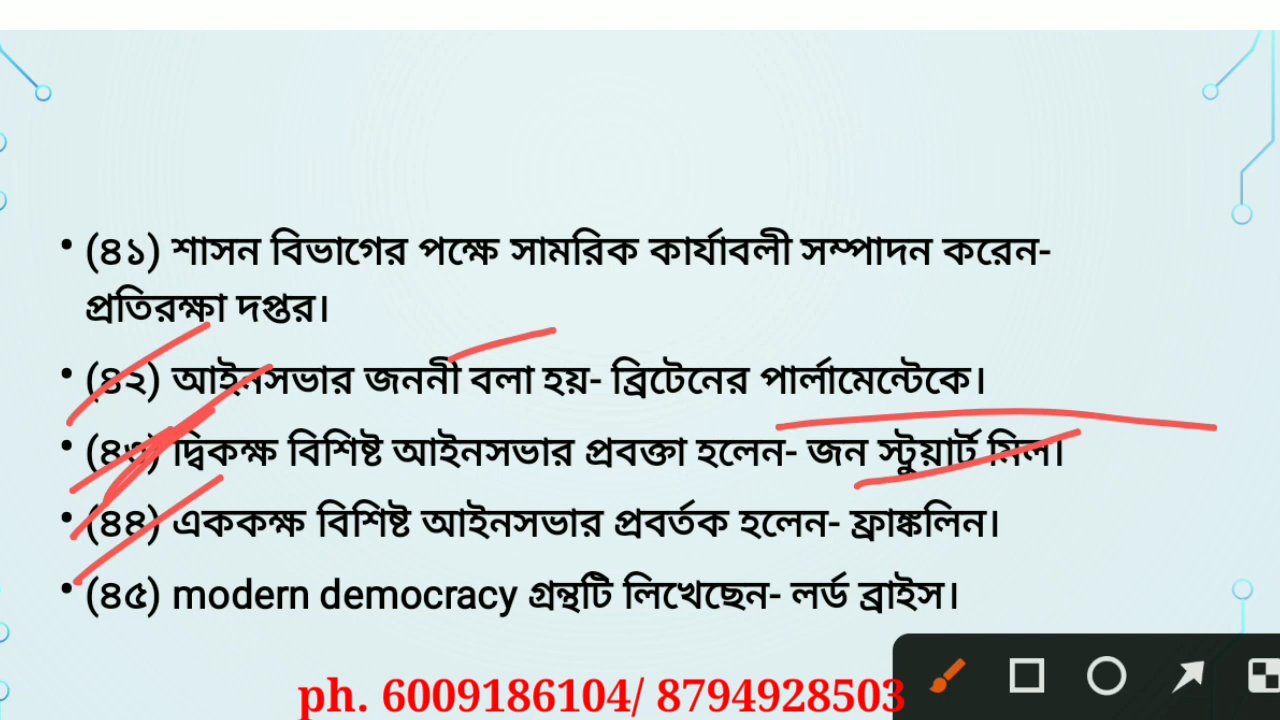 • (৪১) শাসন বিভাগের পক্ষে সামরিক কার্যাবলী সম্পাদন করেন-
প্রতিরক্ষা দপ্তর।
• (৪২) আইনসভার জননী বলা হয়- ব্রিটেনের পার্লামেন্টেকে।
• (৪৩) দ্বিকক্ষ বিশিষ্ট আইনসভার প্রবক্তা হলেন- জন স্টুয়ার্ট মিল।
• (৪৪) এককক্ষ বিশিষ্ট আইনসভার প্রবর্তক হলেন- ফ্রাঙ্কলিন।
• (৪৫) modern democracy গ্রন্থটি লিখেছেন- লর্ড ব্রাইস।
ph. 6009186104/ 8794928503